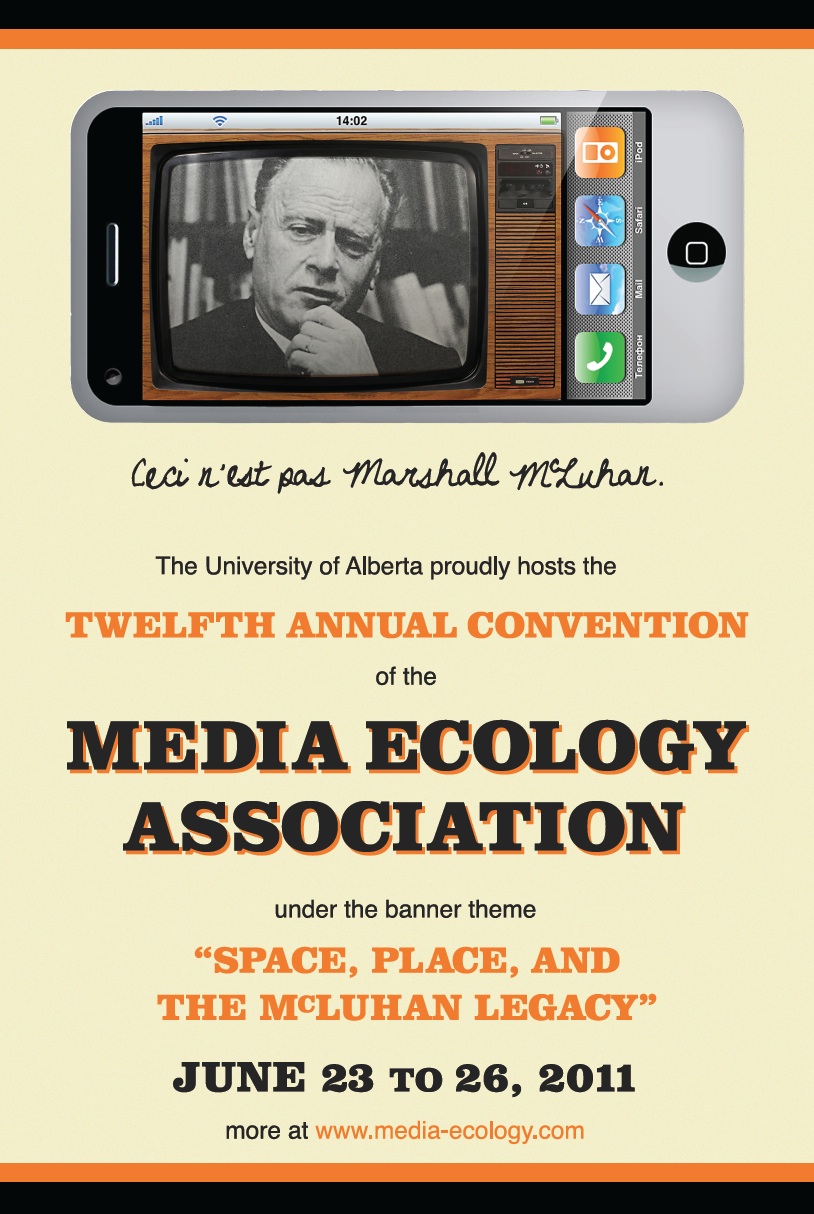 14:02
iPod
Safari
Mail
Телефон
Ceci n'est pas Marshall McLuhan.
The University of Alberta proudly hosts the
TWELFTH ANNUAL CONVENTION
of the
MEDIA ECOLOGY
ASSOCIATION
under the banner theme
“SPACE, PLACE, AND
THE McLUHAN LEGACY”
JUNE 23 TO 26, 2011
more at www.media-ecology.com